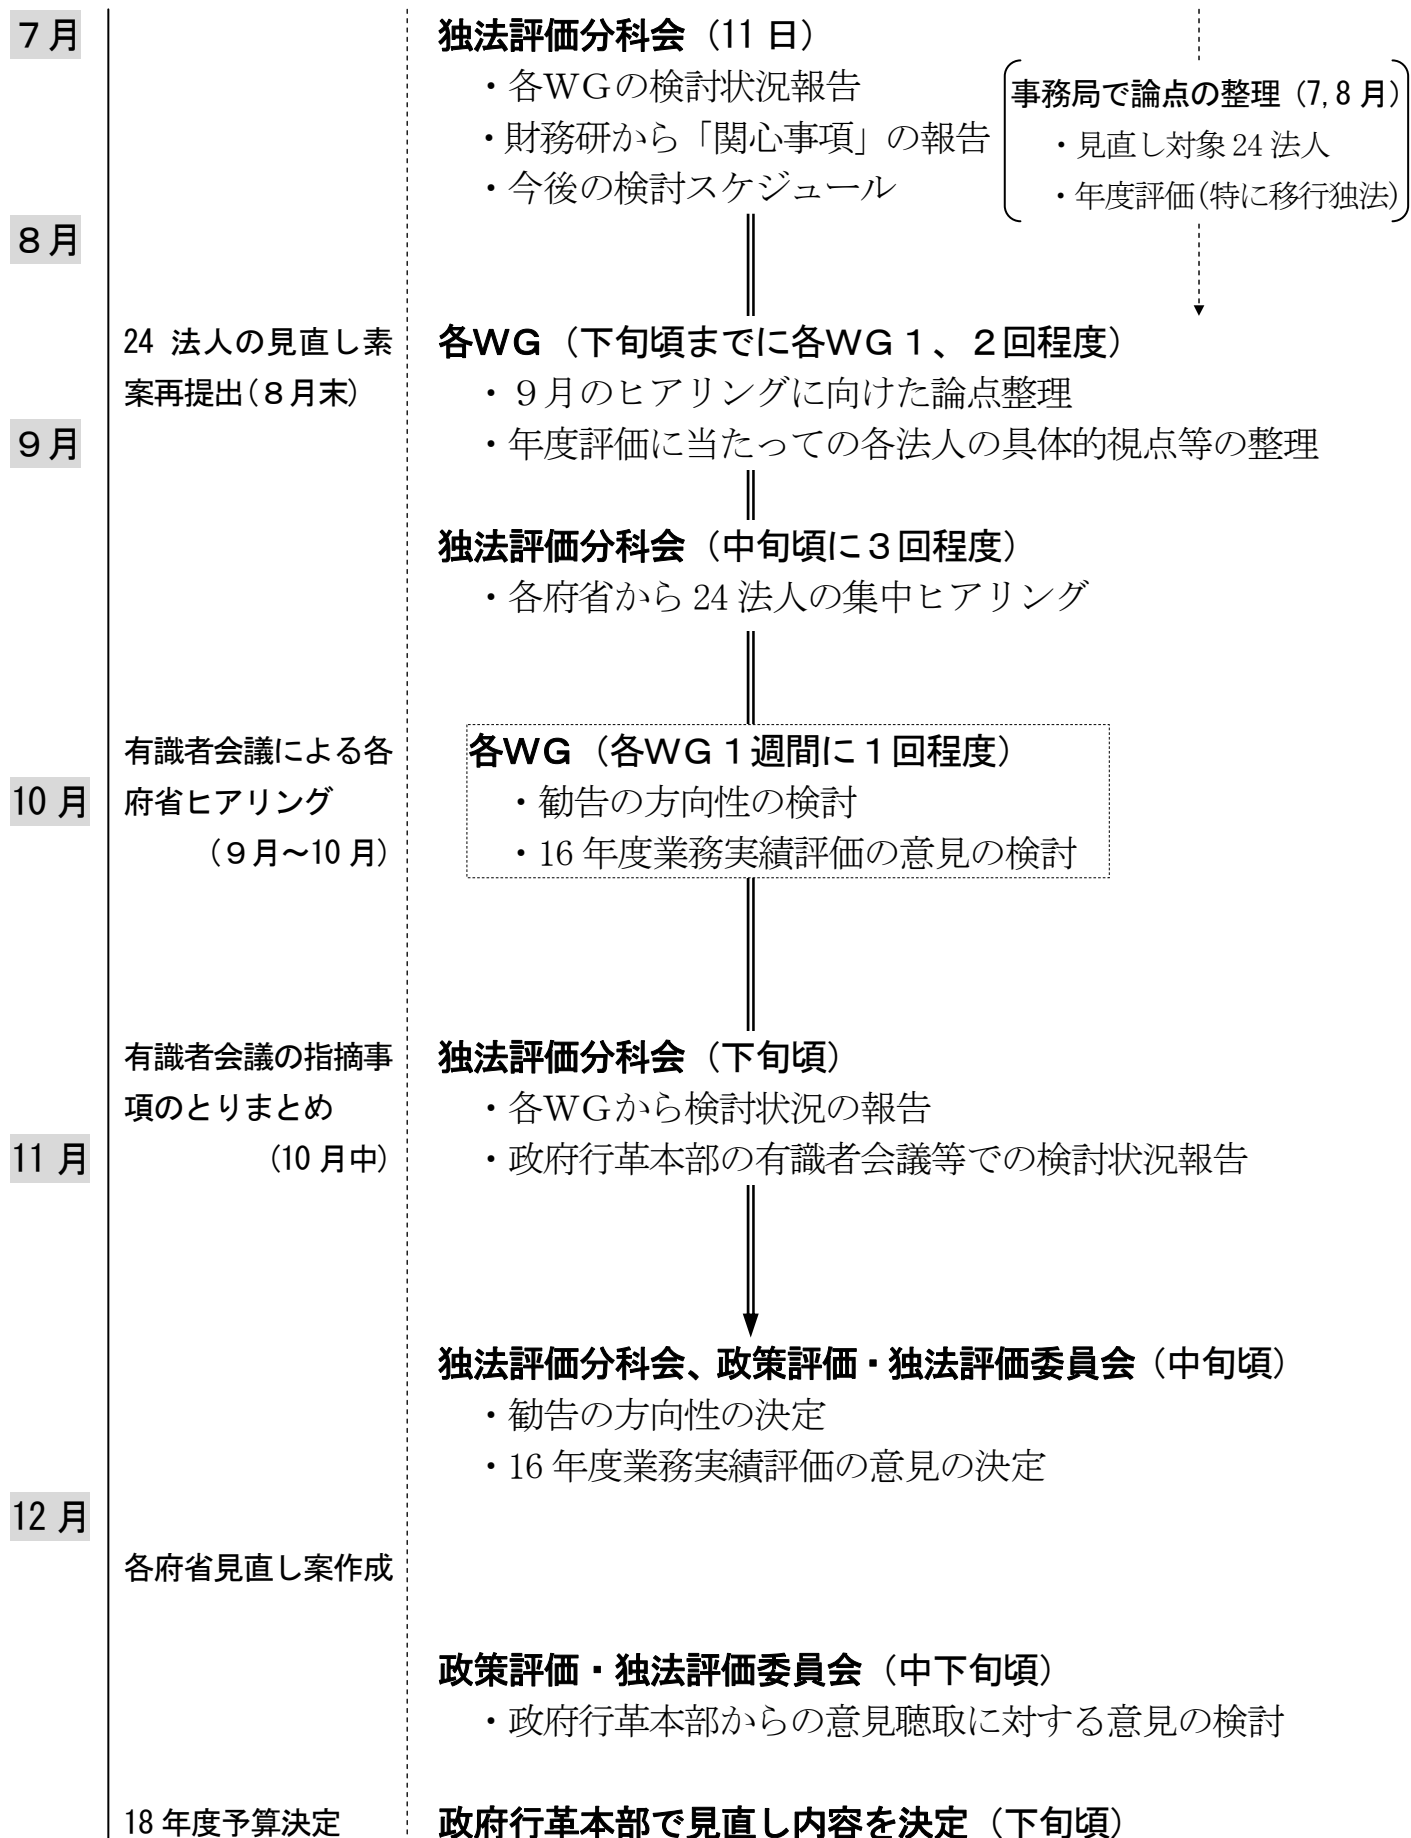 ７月
独法評価分科会（11日）
・各ＷＧの検討状況報告
・財務研から「関心事項」の報告
・今後の検討スケジュール
事務局で論点の整理（7,8月）
・見直し対象24法人
・年度評価（特に移行独法）
８月
24 法人の見直し素
案再提出（８月末）
各ＷＧ（下旬頃までに各ＷＧ１、２回程度）
・９月のヒアリングに向けた論点整理
９月
・年度評価に当たっての各法人の具体的視点等の整理
独法評価分科会（中旬頃に３回程度）
・各府省から24法人の集中ヒアリング
有識者会議による各
府省ヒアリング
（９月～10月）
10月
各ＷＧ（各ＷＧ１週間に１回程度）
・勧告の方向性の検討
・16年度業務実績評価の意見の検討
有識者会議の指摘事
項のとりまとめ
（10月中）
独法評価分科会（下旬頃）
・各ＷＧから検討状況の報告
11月
・政府行革本部の有識者会議等での検討状況報告
独法評価分科会、政策評価・独法評価委員会（中旬頃）
・勧告の方向性の決定
・16年度業務実績評価の意見の決定
12月
各府省見直し案作成
政策評価・独法評価委員会（中下旬頃）
・政府行革本部からの意見聴取に対する意見の検討
18年度予算決定
政府行革本部で見直し内容を決定（下旬頃）